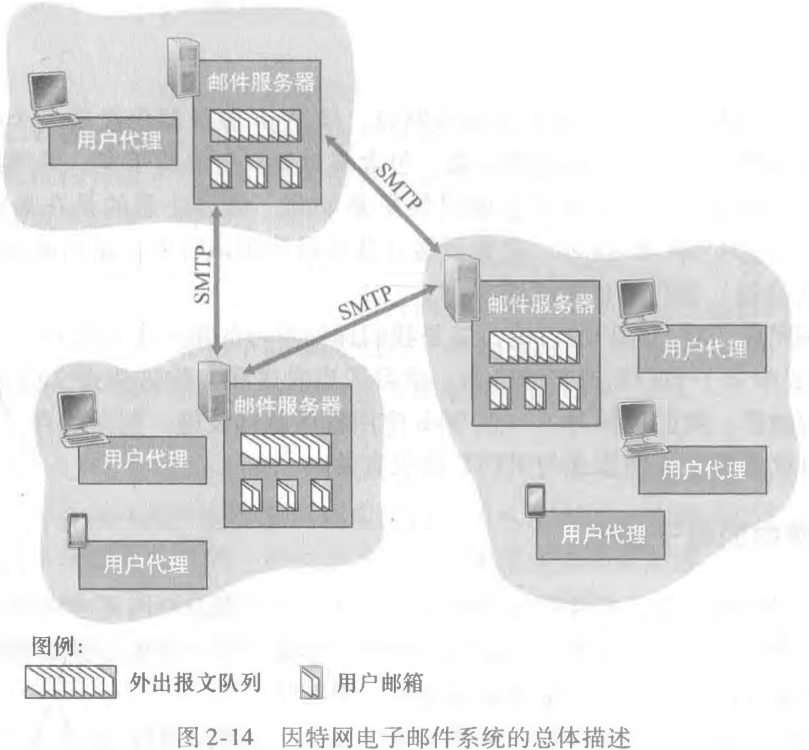 邮件服务器
用户代理
SMTP
SMTP
SMTP
邮件服务器
用户代理
邮件服务器
用户代理
用户代理
用户代理
用户代理
图例:
外出报文队列
用户邮箱
图2-14 因特网电子邮件系统的总体描述